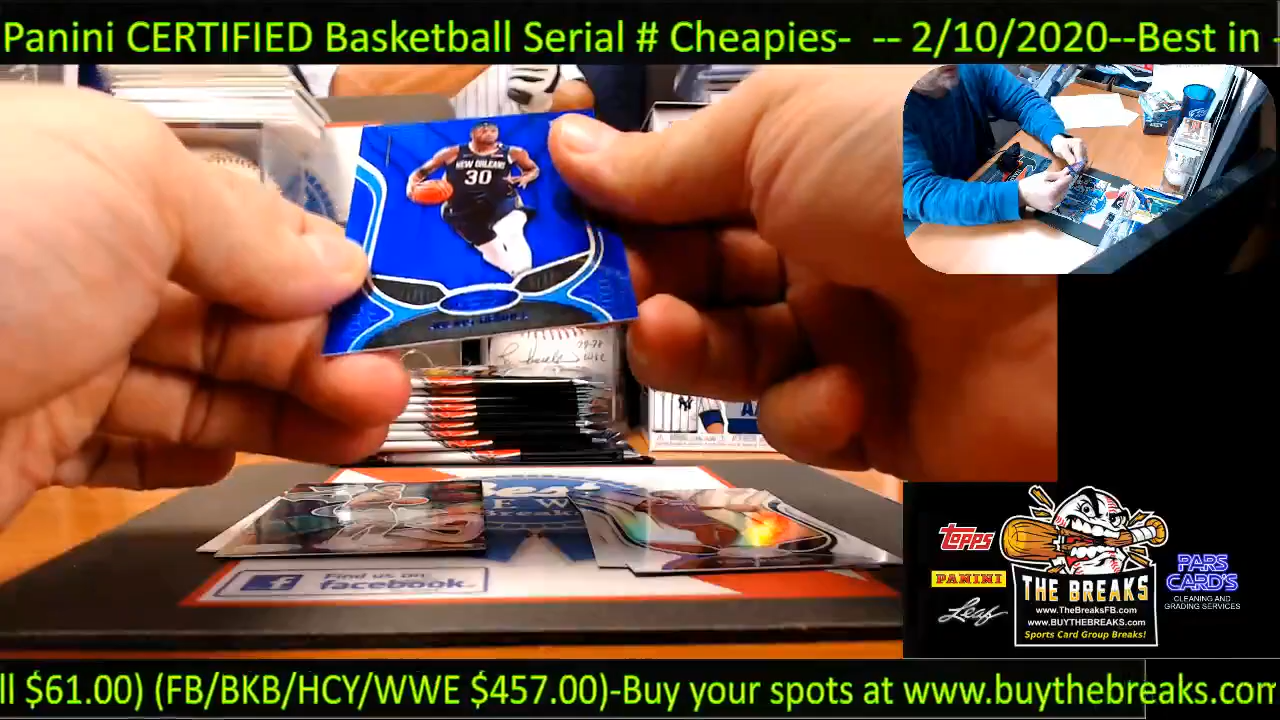 Panini CERTIFIED Basketball Serial # Cheapies- -- 2/10/2020--Best in -
NEW ORLEANS
30
Best
Find us on
facebook
TOPPS
PANINI
Leaf
THE BREAKS
www.TheBreaksFB.com
www.BUYTHEBREAKS.com
Sports Card Group Breaks!
PARS
CARD'S
CLEANING AND
GRADING SERVICES
ll $61.00) (FB/BKB/HCY/WWE $457.00)-Buy your spots at www.buythebreaks.com